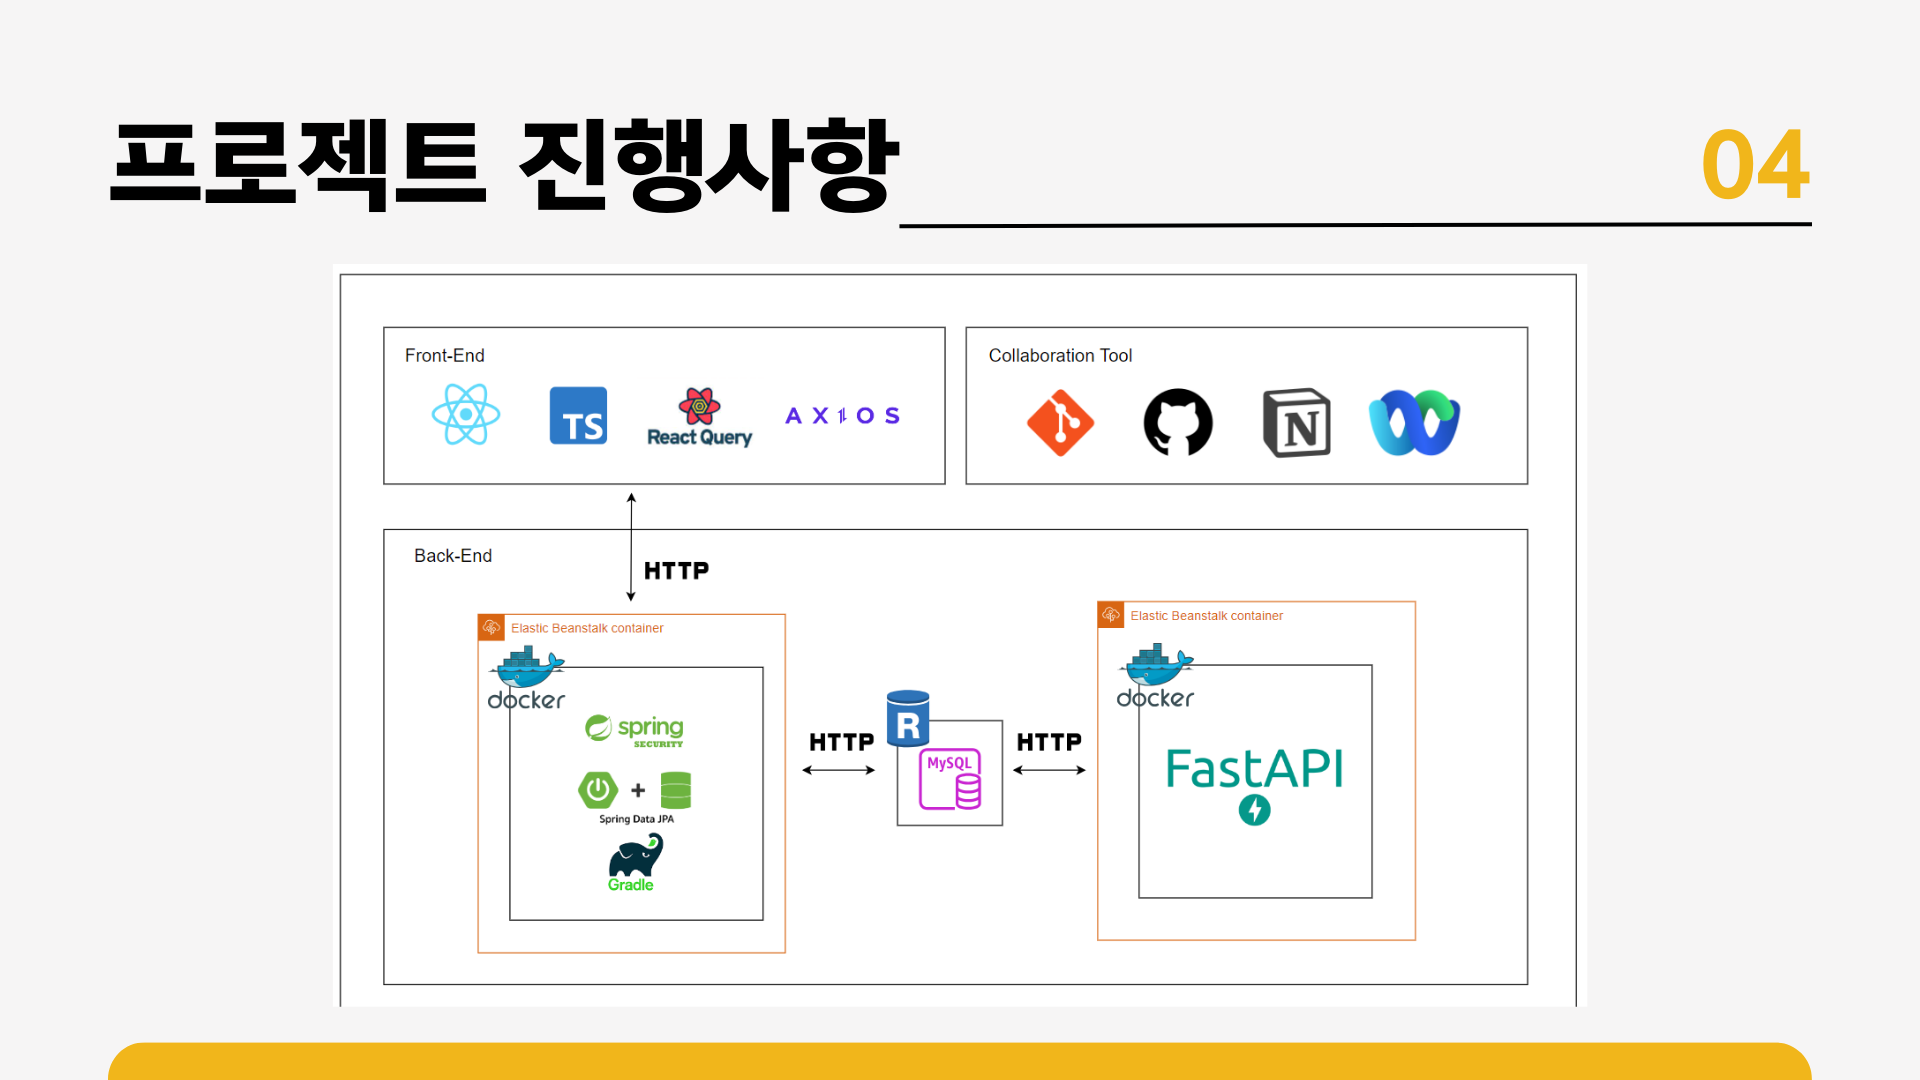 프로젝트 진행사항
04
Front-End
TS
React Query
AXIOS
Collaboration Tool
N
Back-End
HTTP
Elastic Beanstalk container
docker
spring
SECURITY
+
Spring Data JPA
Gradle
HTTP
R
MySQL
HTTP
Elastic Beanstalk container
docker
FastAPI